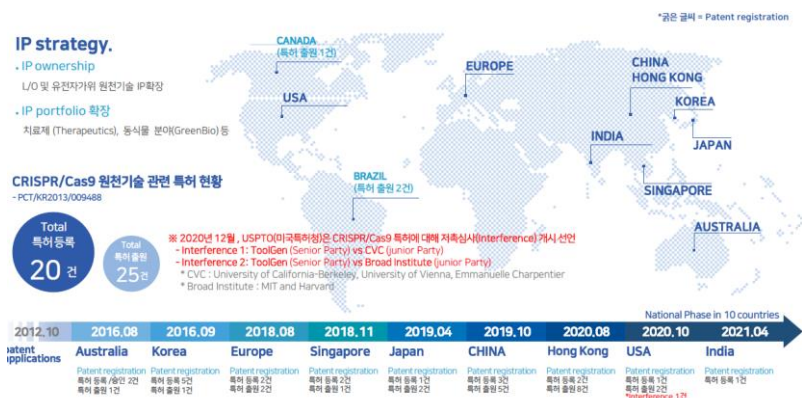 *굵은 글씨 = Patent registration
IP strategy.
• IP ownership
L/O 및 유전자가위 원천기술 IP확장
• IP portfolio 확장
치료제 (Therapeutics), 동식물 분야(GreenBio) 등
CANADA
(특허 출원 1건)
USA
EUROPE
CHINA
HONG KONG
KOREA
JAPAN
INDIA
SINGAPORE
AUSTRALIA
BRAZIL
(특허 출원 2건)
CRISPR/Cas9 원천기술 관련 특허 현황
- PCT/KR2013/009488
Total
특허 등록
20 건
Total
특허 출원
25건
※ 2020년 12월, USPTO(미국특허청)은 CRISPR/Cas9 특허에 대해 저촉심사(Interference) 개시 선언
- Interference 1: ToolGen (Senior Party) vs CVC (junior Party)
- Interference 2: ToolGen (Senior Party) vs Broad Institute (junior Party)
* CVC : University of California-Berkeley, University of Vienna, Emmanuelle Charpentier
* Broad Institute : MIT and Harvard
National Phase in 10 countries
2012.10 2016.08 2016.09 2018.08 2018.11 2019.04 2019.10 2020.08 2020.10 2021.04
patent
applications
Australia Korea Europe Singapore Japan CHINA Hong Kong USA India
Patent registration Patent registration Patent registration Patent registration Patent registration Patent registration Patent registration Patent registration Patent registration
특허 등록/승인 2건 특허 등록 5건 특허 등록 2건 특허 등록 2건 특허 등록 1건 특허 등록 3건 특허 등록 2건 특허 등록 1건 특허 등록 1건
특허 출원 1건 특허 출원 1건 특허 출원 2건 특허 출원 1건 특허 출원 2건 특허 출원 5건 특허 출원 8건 특허 출원 2건
*Interference 1건